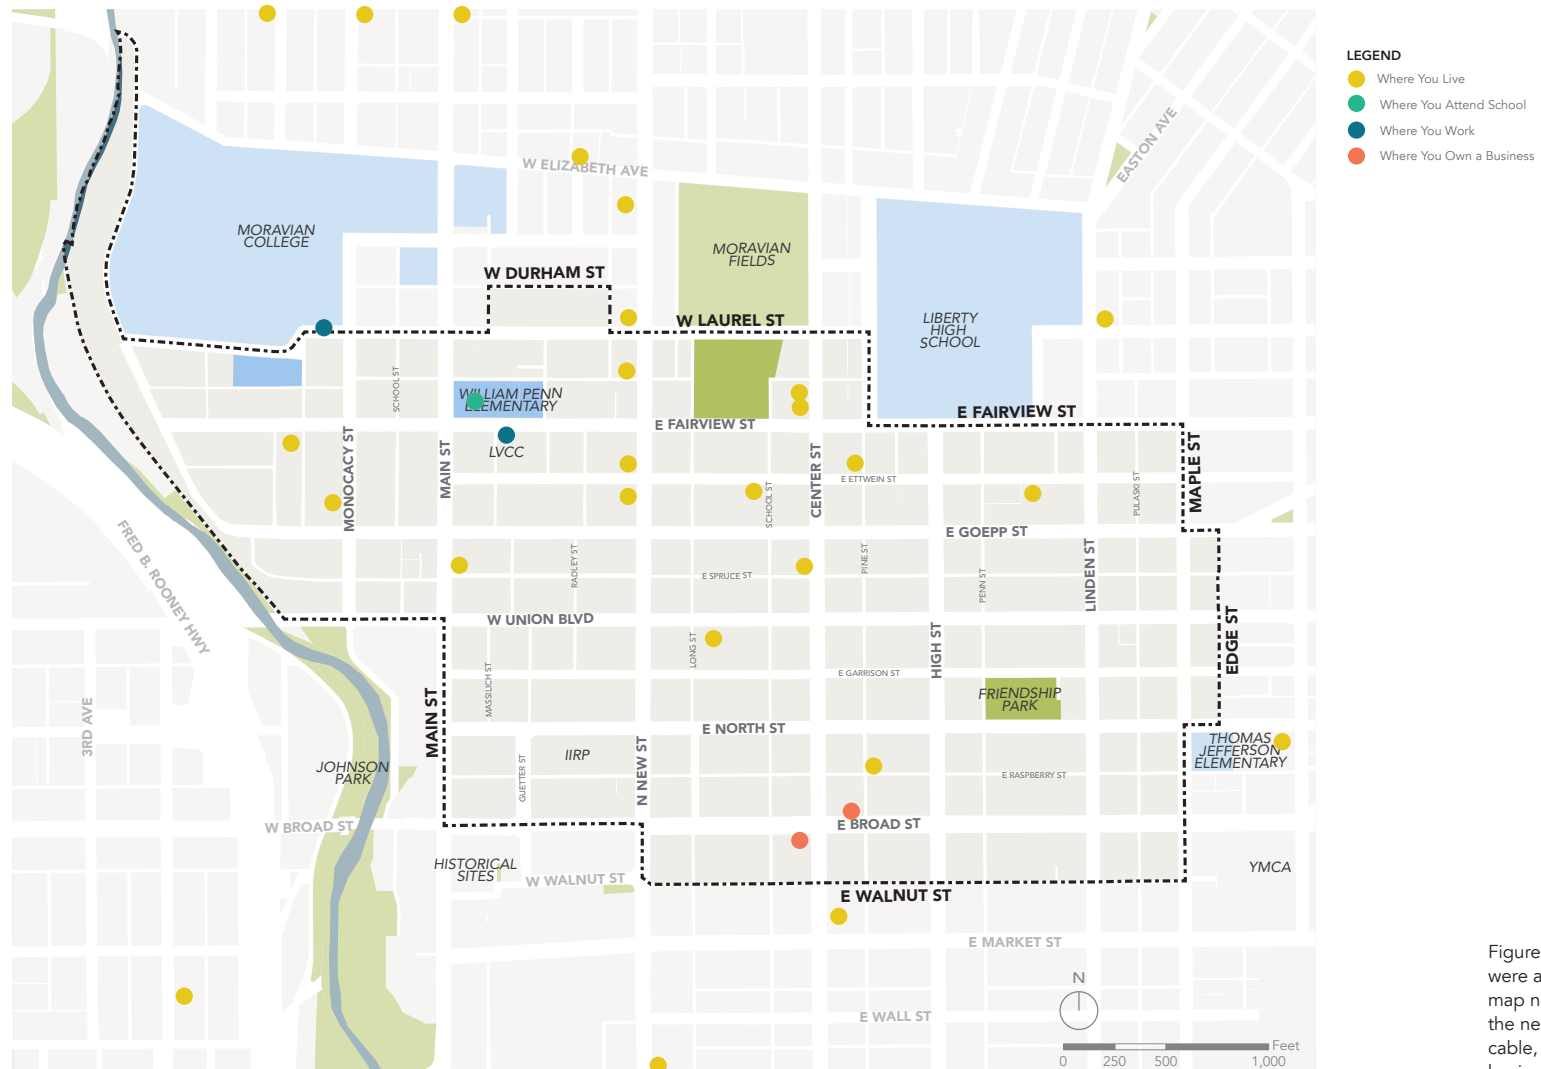 LEGEND
Where You Live
Where You Attend School
Where You Work
Where You Own a Business
EASTON AVE
W ELIZABETH AVE
MORAVIAN
COLLEGE
MORAVIAN
FIELDS
W DURHAM ST
W LAUREL ST
LIBERTY
HIGH
SCHOOL
SCHOOL ST
WILLIAM PENN
ELEMENTARY
E FAIRVIEW ST
E FAIRVIEW ST
LVCC
MONOCACY ST
MAIN ST
CENTER ST
MAPLE ST
E ETTWEIN ST
SCHOOL ST
PULASKI ST
FRED B. ROONEY HWY
E GOEPP ST
RADLEY ST
E SPRUCE ST
PINE ST
PENN ST
LINDEN ST
W UNION BLVD
LONG ST
HIGH ST
EDGE ST
E GARRISON ST
MASSILICH ST
FRIENDSHIP
PARK
3RD AVE
MAIN ST
E NORTH ST
IIRP
N NEW ST
GUETTER ST
JOHNSON
PARK
THOMAS
JEFFERSON
ELEMENTARY
E RASPBERRY ST
W BROAD ST
E BROAD ST
HISTORICAL
SITES
W WALNUT ST
E WALNUT ST
YMCA
E MARKET ST
E WALL ST
N
Feet
0 250 500 1,000
Figure
were a
map n
the ne
cable,